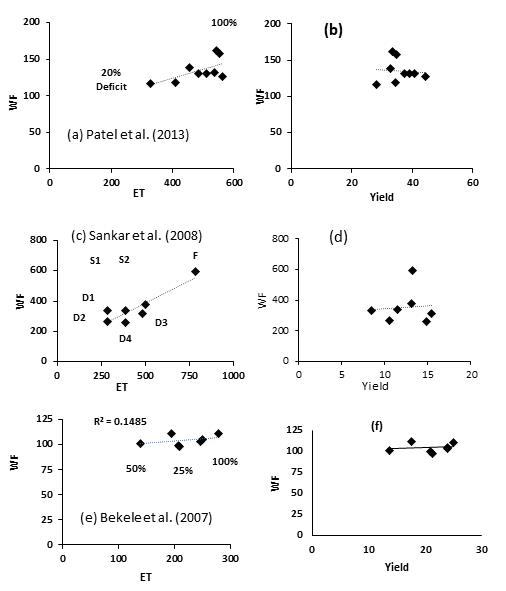 200
150
100
50
0
WF
100%
20%
Deficit
(a) Patel et al. (2013)
0
200
400
600
ET
200
150
100
50
0
WF
(b)
0
20
40
60
Yield
800
600
400
200
0
WF
(c) Sankar et al. (2008)
S1
S2
F
D1
D2
D3
D4
0
250
500
750
1000
ET
800
600
400
200
0
WF
(d)
0
5
10
15
20
Yield
125
100
75
50
25
0
WF
R² = 0.1485
50%
25%
100%
(e) Bekele et al. (2007)
0
100
200
300
ET
125
100
75
50
25
0
WF
(f)
0
10
20
30
Yield